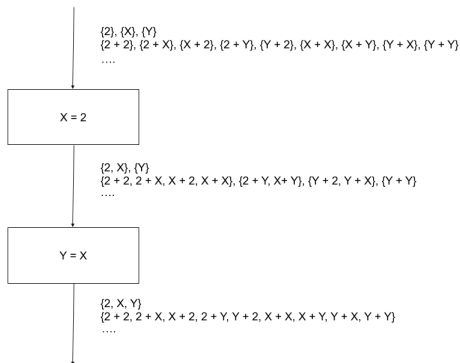 {2}, {X}, {Y}
{2 + 2}, {2 + X}, {X + 2}, {2 + Y}, {Y + 2}, {X + X}, {X + Y}, {Y + X}, {Y + Y}
....
X = 2
{2, X}, {Y}
{2 + 2, 2 + X, X + 2, X + X}, {2 + Y, X+ Y}, {Y + 2, Y + X}, {Y + Y}
....
Y = X
{2, X, Y}
{2 + 2, 2 + X, X + 2, 2 + Y, Y + 2, X + X, X + Y, Y + X, Y + Y}
....